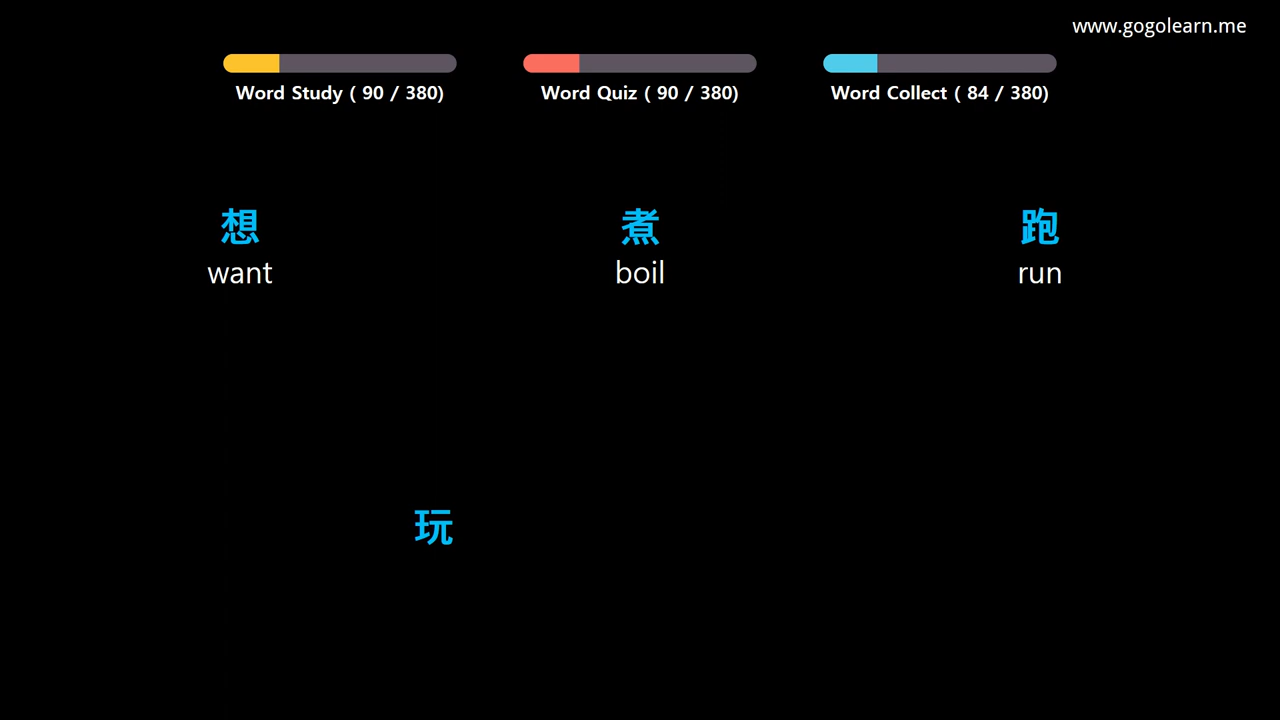 www.gogolearn.me
Word Study ( 90 / 380)
Word Quiz ( 90 / 380)
Word Collect ( 84 / 380)
想
煮
跑
want
boil
run
玩